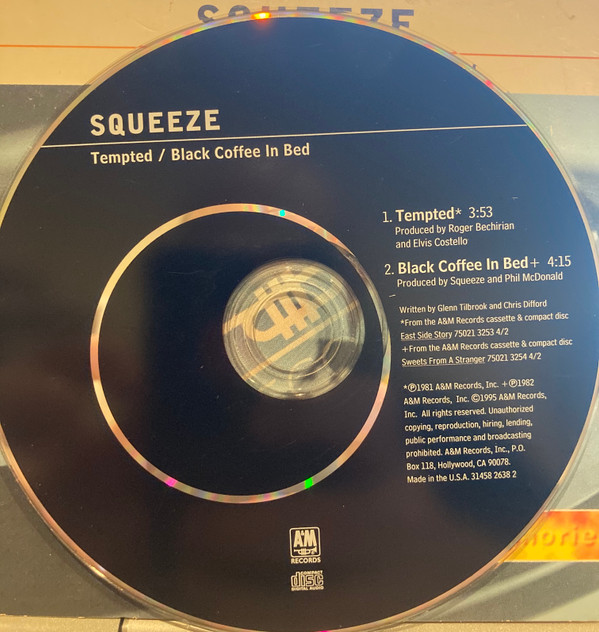 SQUEEZE
SQUEEZE
Tempted / Black Coffee In Bed
1. Tempted* 3:53
Produced by Roger Bechirian
and Elvis Costello
2. Black Coffee In Bed+ 4:15
Produced by Squeeze and Phil McDonald
Written by Glenn Tilbrook and Chris Difford
*From the A&M Records cassette & compact disc
East Side Story 75021 3253 4/2
+From the A&M Records cassette & compact disc
Sweets From A Stranger 75021 3254 4/2
*℗1981 A&M Records, Inc. +℗1982
A&M Records, Inc. ©1995 A&M Records,
Inc. All rights reserved. Unauthorized
copying, reproduction, hiring, lending,
public performance and broadcasting
prohibited. A&M Records, Inc., P.O.
Box 118, Hollywood, CA 90078.
Made in the U.S.A. 31458 2638 2
A&M
RECORDS
COMPACT
disc
DIGITAL AUDIO